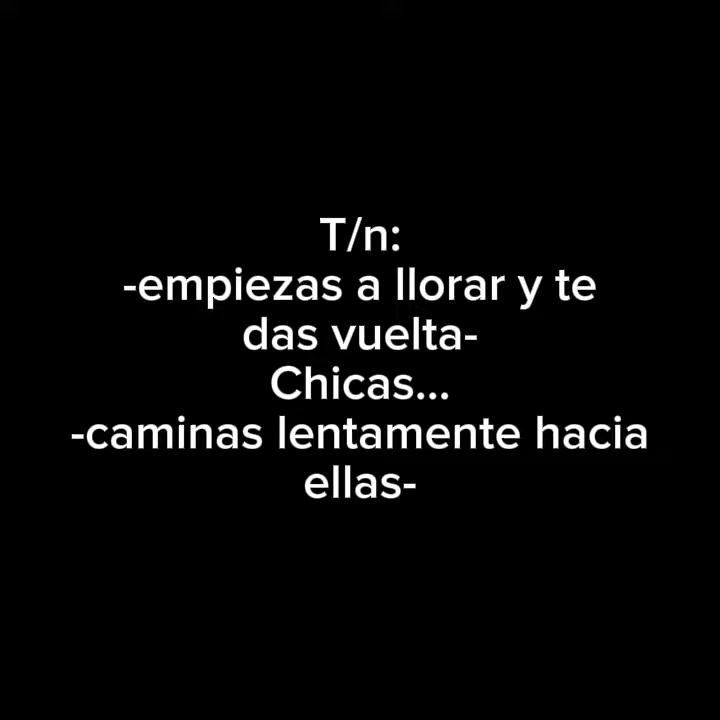 T/n:
-empiezas a llorar y te
das vuelta-
Chicas...
-caminas lentamente hacia
ellas-